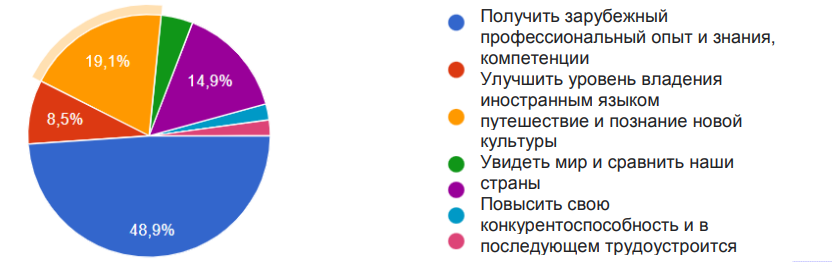 19,1%
14,9%
8,5%
48,9%
Получить зарубежный
профессиональный опыт и знания,
компетенции
Улучшить уровень владения
иностранным языком
путешествие и познание новой
культуры
Увидеть мир и сравнить наши
страны
Повысить свою
конкурентоспособность и в
последующем трудоустроится